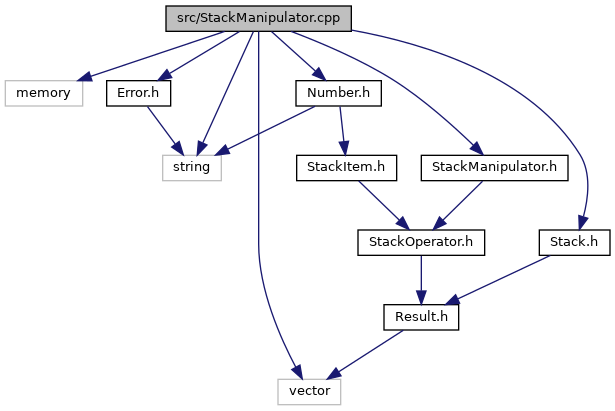 src/StackManipulator.cpp
memory
Error.h
Number.h
string
StackItem.h
StackManipulator.h
StackOperator.h
Stack.h
Result.h
vector